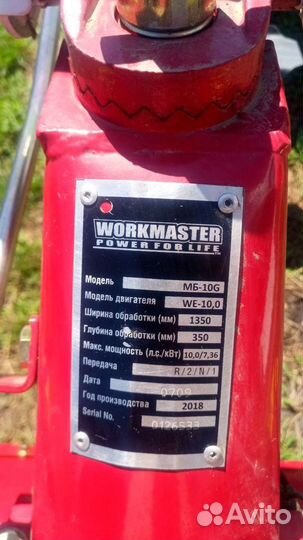 WORKMASTER
POWER FOR LIFE
Модель МБ-10G
Модель двигателя WE-10,0
Ширина обработки (мм) 1350
Глубина обработки (мм) 350
Макс. мощность (л.с./кВт) 10,0/7,36
Передача R/2/N/1
Дата 0709
Год производства 2018
Serial No. 0126533
Avito